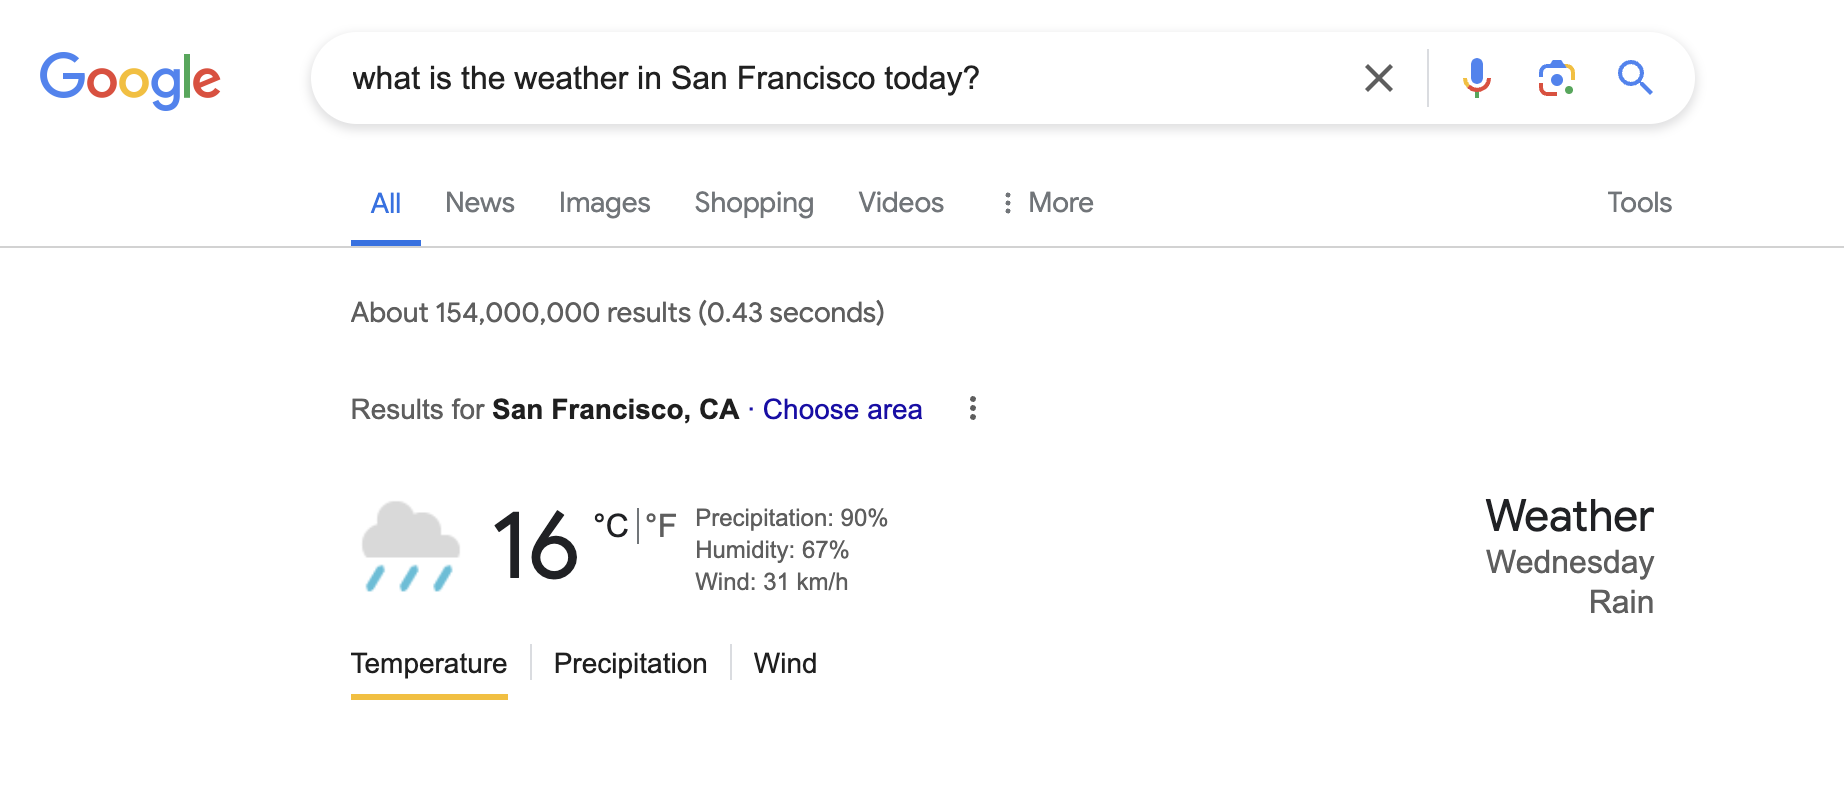 Google
what is the weather in San Francisco today?
All News Images Shopping Videos More Tools
About 154,000,000 results (0.43 seconds)
Results for San Francisco, CA · Choose area
16 °C|°F
Precipitation: 90%
Humidity: 67%
Wind: 31 km/h
Weather
Wednesday
Rain
Temperature Precipitation Wind